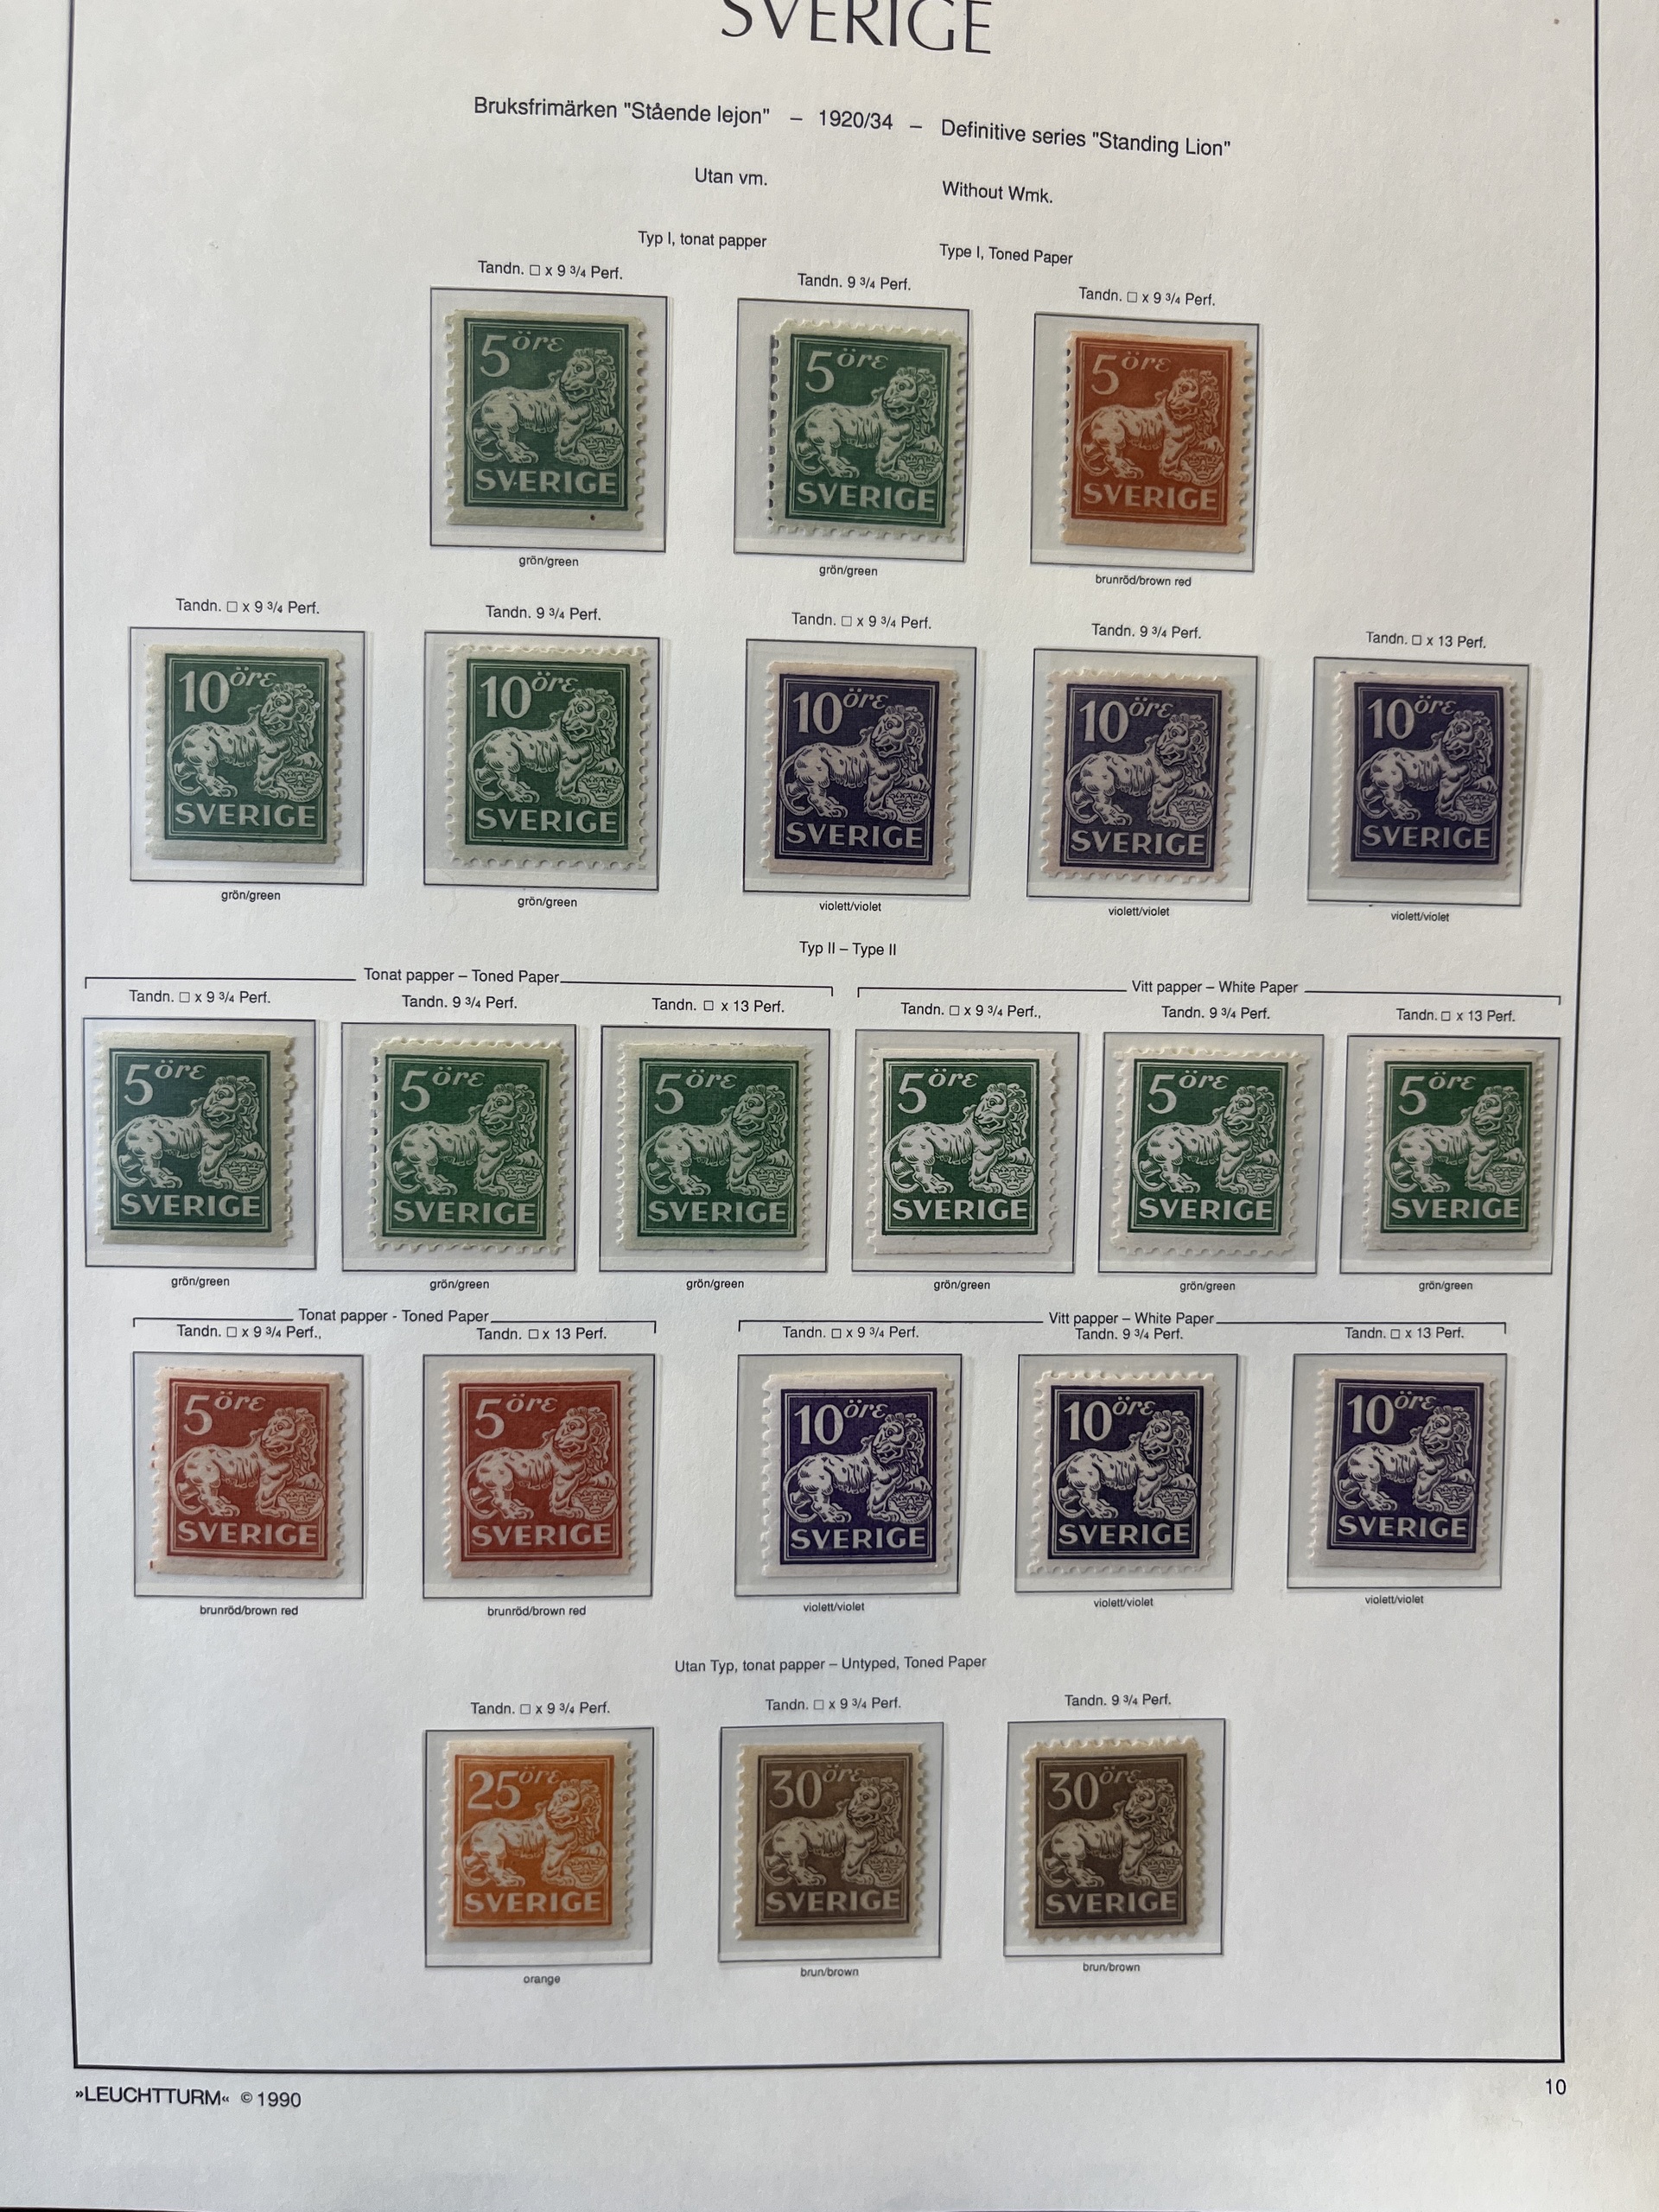 SVERIGE
Bruksfrimärken "Stående lejon" – 1920/34 – Definitive series "Standing Lion"
Utan vm. Without Wmk.
Typ I, tonat papper Type I, Toned Paper
Tandn. □ x 9 3/4 Perf. Tandn. 9 3/4 Perf. Tandn. □ x 9 3/4 Perf.
5 öre 5 öre 5 öre
SVERIGE SVERIGE SVERIGE
grön/green grön/green brunröd/brown red
Tandn. □ x 9 3/4 Perf. Tandn. 9 3/4 Perf. Tandn. □ x 9 3/4 Perf. Tandn. 9 3/4 Perf. Tandn. □ x 13 Perf.
10 öre 10 öre 10 öre 10 öre 10 öre
SVERIGE SVERIGE SVERIGE SVERIGE SVERIGE
grön/green grön/green violett/violet violett/violet violett/violet
Typ II – Type II
Tonat papper – Toned Paper Vitt papper – White Paper
Tandn. □ x 9 3/4 Perf. Tandn. 9 3/4 Perf. Tandn. □ x 13 Perf. Tandn. □ x 9 3/4 Perf., Tandn. 9 3/4 Perf. Tandn. □ x 13 Perf.
5 öre 5 öre 5 öre 5 öre 5 öre 5 öre
SVERIGE SVERIGE SVERIGE SVERIGE SVERIGE SVERIGE
grön/green grön/green grön/green grön/green grön/green grön/green
Tonat papper - Toned Paper Vitt papper – White Paper
Tandn. □ x 9 3/4 Perf., Tandn. □ x 13 Perf. Tandn. □ x 9 3/4 Perf. Tandn. 9 3/4 Perf. Tandn. □ x 13 Perf.
5 öre 5 öre 10 öre 10 öre 10 öre
SVERIGE SVERIGE SVERIGE SVERIGE SVERIGE
brunröd/brown red brunröd/brown red violett/violet violett/violet violett/violet
Utan Typ, tonat papper – Untyped, Toned Paper
Tandn. □ x 9 3/4 Perf. Tandn. □ x 9 3/4 Perf. Tandn. 9 3/4 Perf.
25 öre 30 öre 30 öre
SVERIGE SVERIGE SVERIGE
orange brun/brown brun/brown
»LEUCHTTURM« © 1990 10